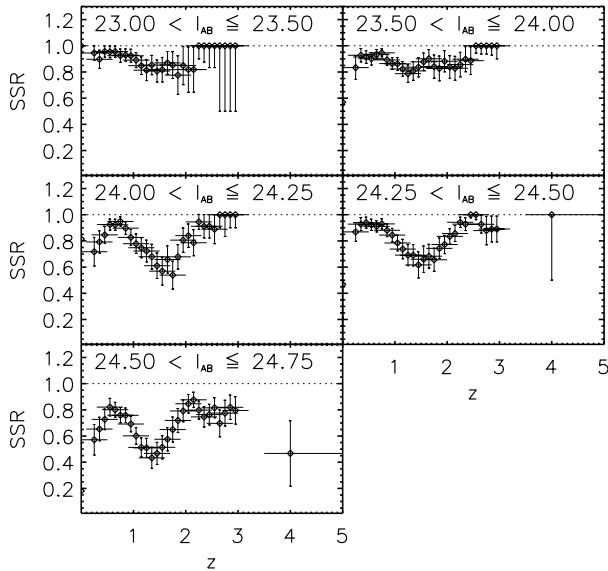 23.00 < I_AB ≦ 23.50
23.50 < I_AB ≦ 24.00
SSR
1.2
1.0
0.8
0.6
0.4
0.2
24.00 < I_AB ≦ 24.25
24.25 < I_AB ≦ 24.50
SSR
1.2
1.0
0.8
0.6
0.4
0.2
1 2 3 4 5
z
24.50 < I_AB ≦ 24.75
SSR
1.2
1.0
0.8
0.6
0.4
0.2
1 2 3 4 5
z